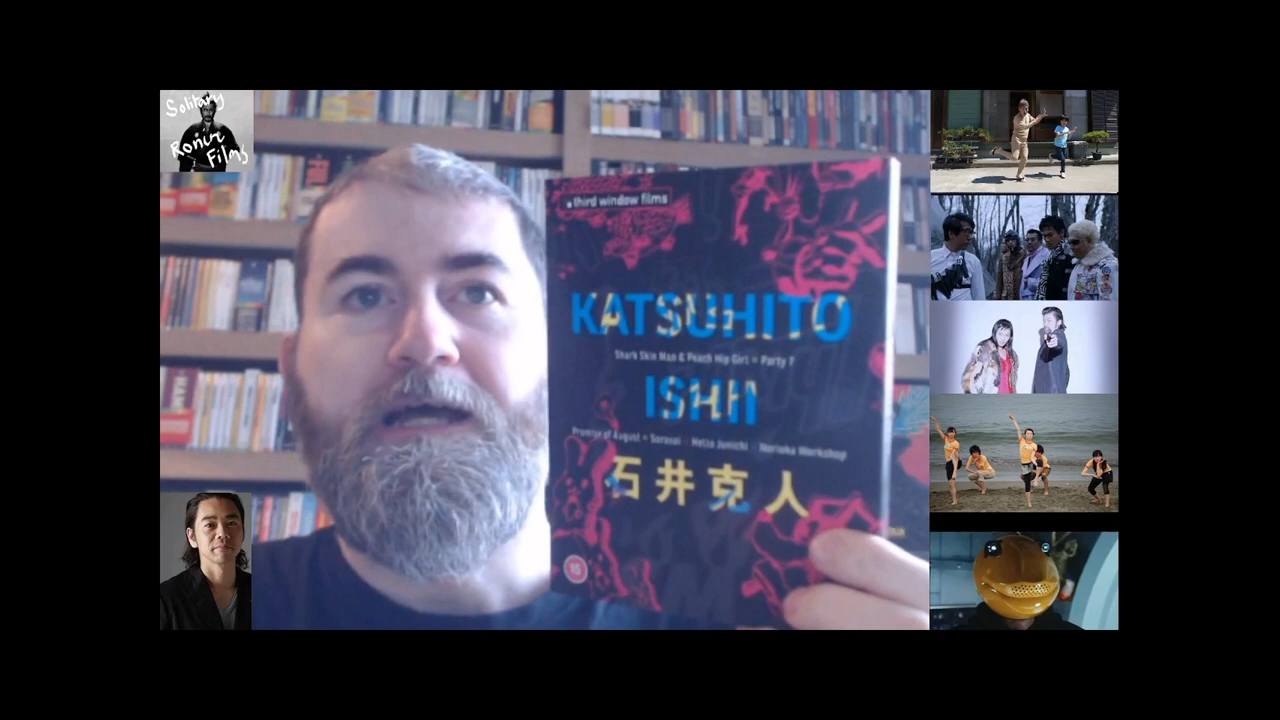 Solitary
Ronin
Films
third window films
KATSUHITO
Shark Skin Man & Peach Hip Girl Party 7
ISHII
Promise of August Sorasoi Hello Junichi Norioka Workshop
石井克人
15